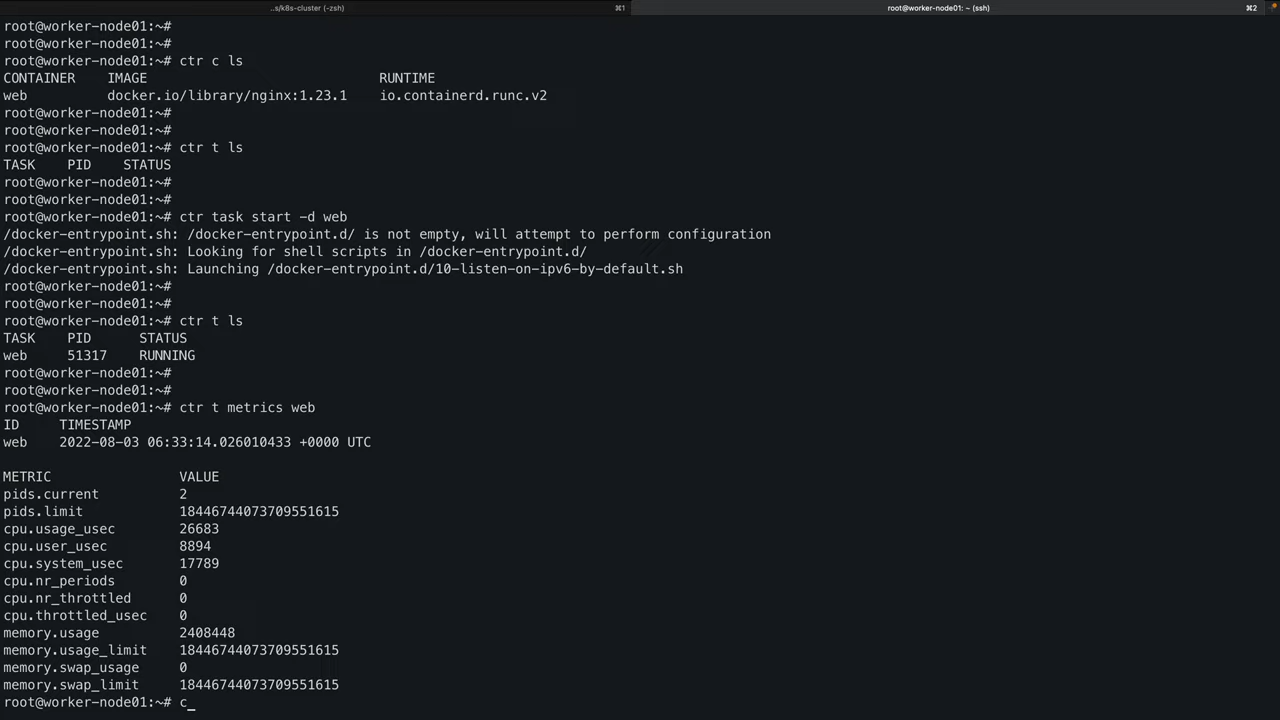 ..s/k8s-cluster (-zsh) ⌘1 root@worker-node01: ~ (ssh) ⌘2
root@worker-node01:~#
root@worker-node01:~#
root@worker-node01:~# ctr c ls
CONTAINER    IMAGE                             RUNTIME
web          docker.io/library/nginx:1.23.1    io.containerd.runc.v2
root@worker-node01:~#
root@worker-node01:~#
root@worker-node01:~# ctr t ls
TASK    PID    STATUS
root@worker-node01:~#
root@worker-node01:~#
root@worker-node01:~# ctr task start -d web
/docker-entrypoint.sh: /docker-entrypoint.d/ is not empty, will attempt to perform configuration
/docker-entrypoint.sh: Looking for shell scripts in /docker-entrypoint.d/
/docker-entrypoint.sh: Launching /docker-entrypoint.d/10-listen-on-ipv6-by-default.sh
root@worker-node01:~#
root@worker-node01:~#
root@worker-node01:~# ctr t ls
TASK    PID      STATUS
web     51317    RUNNING
root@worker-node01:~#
root@worker-node01:~#
root@worker-node01:~# ctr t metrics web
ID     TIMESTAMP
web    2022-08-03 06:33:14.026010433 +0000 UTC
METRIC                VALUE
pids.current          2
pids.limit            18446744073709551615
cpu.usage_usec        26683
cpu.user_usec         8894
cpu.system_usec       17789
cpu.nr_periods        0
cpu.nr_throttled      0
cpu.throttled_usec    0
memory.usage          2408448
memory.usage_limit    18446744073709551615
memory.swap_usage     0
memory.swap_limit     18446744073709551615
root@worker-node01:~# c_